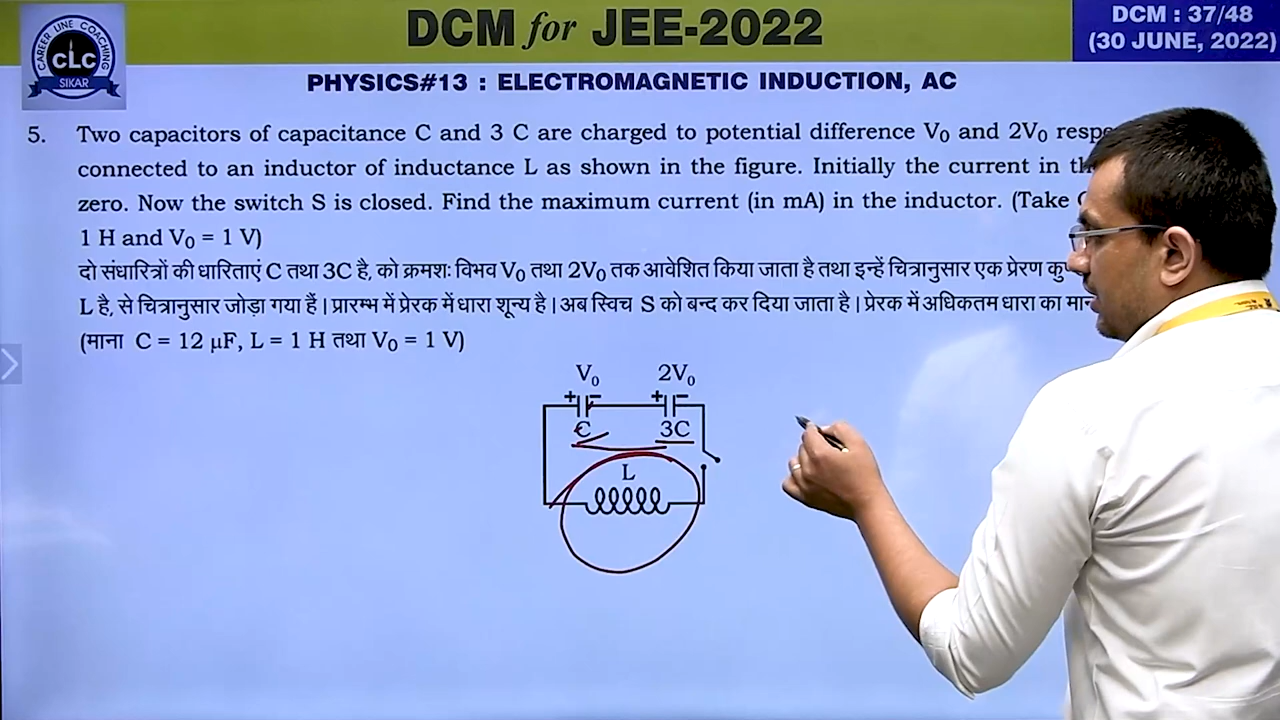 DCM for JEE-2022
DCM : 37/48
(30 JUNE, 2022)
CAREER LINE COACHING
CLC
SIKAR
PHYSICS#13 : ELECTROMAGNETIC INDUCTION, AC
5. Two capacitors of capacitance C and 3 C are charged to potential difference V₀ and 2V₀
connected to an inductor of inductance L as shown in the figure. Initially the current in
zero. Now the switch S is closed. Find the maximum current (in mA) in the inductor. (Take
1 H and V₀ = 1 V)
दो संधारित्रों की धारिताएं C तथा 3C है, को क्रमशः विभव V₀ तथा 2V₀ तक आवेशित किया जाता है तथा इन्हें चित्रानुसार एक प्रेरण
L है, से चित्रानुसार जोड़ा गया हैं। प्रारम्भ में प्रेरक में धारा शून्य है। अब स्विच S को बन्द कर दिया जाता है। प्रेरक में अधिकतम धारा का
(माना C = 12 μF, L = 1 H तथा V₀ = 1 V)
V₀ 2V₀
+ − + −
C 3C
L